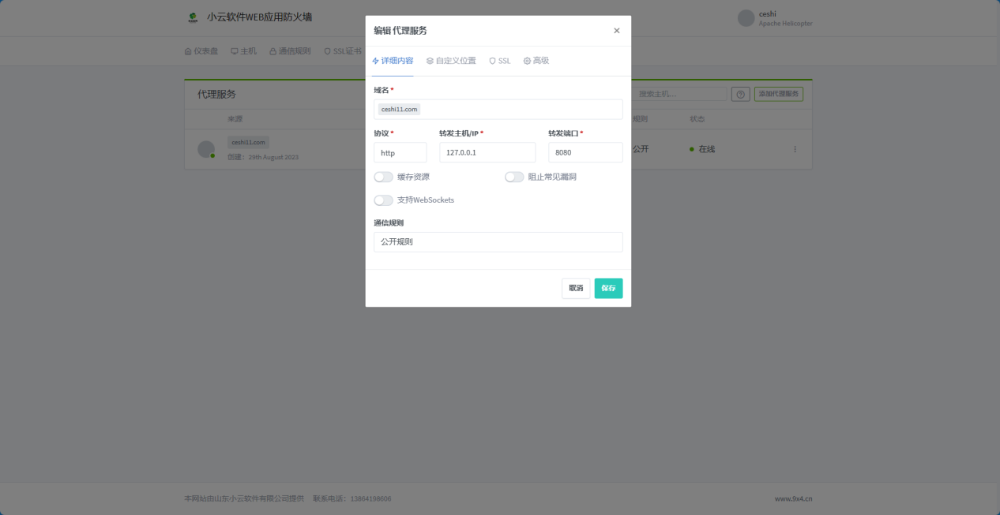 小云软件WEB应用防火墙
ceshi
Apache Helicopter
仪表盘 主机 通信规则 SSL证书
代理服务
搜索主机...
添加代理服务
来源
规则 状态
ceshi11.com
创建：29th August 2023
公开 在线
编辑 代理服务
详细内容 自定义位置 SSL 高级
域名*
ceshi11.com
协议* 转发主机/IP* 转发端口*
http 127.0.0.1 8080
缓存资源 阻止常见漏洞
支持WebSockets
通信规则
公开规则
取消 保存
本网站由山东小云软件有限公司提供 联系电话：13864198606
www.9x4.cn